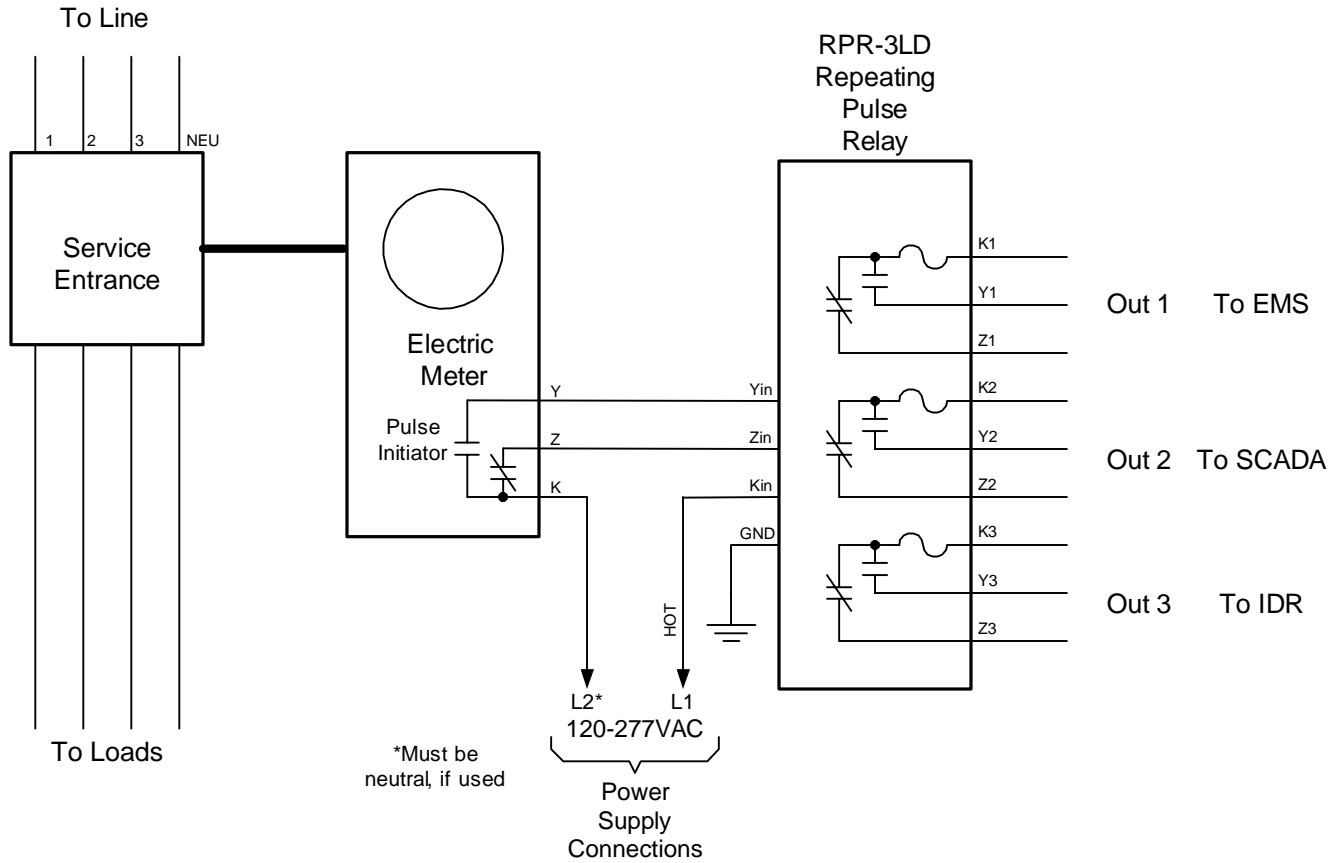 To Line
1
2
3
NEU
Service
Entrance
To Loads
Electric
Meter
Pulse
Initiator
Y
Z
K
Yin
Zin
Kin
GND
HOT
L2*
L1
120-277VAC
*Must be
neutral, if used
Power
Supply
Connections
RPR-3LD
Repeating
Pulse
Relay
K1
Y1
Z1
Out 1 To EMS
K2
Y2
Z2
Out 2 To SCADA
K3
Y3
Z3
Out 3 To IDR